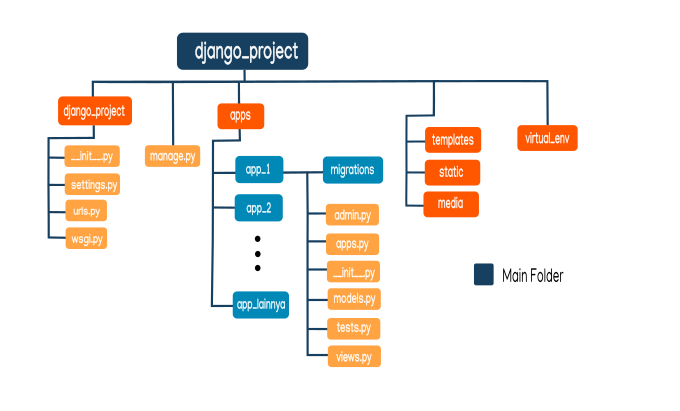 django_project
django_project
__init__.py
settings.py
urls.py
wsgi.py
manage.py
apps
app_1
app_2
app_lainnya
migrations
admin.py
apps.py
__init__.py
models.py
tests.py
views.py
templates
static
media
virtual_env
Main Folder